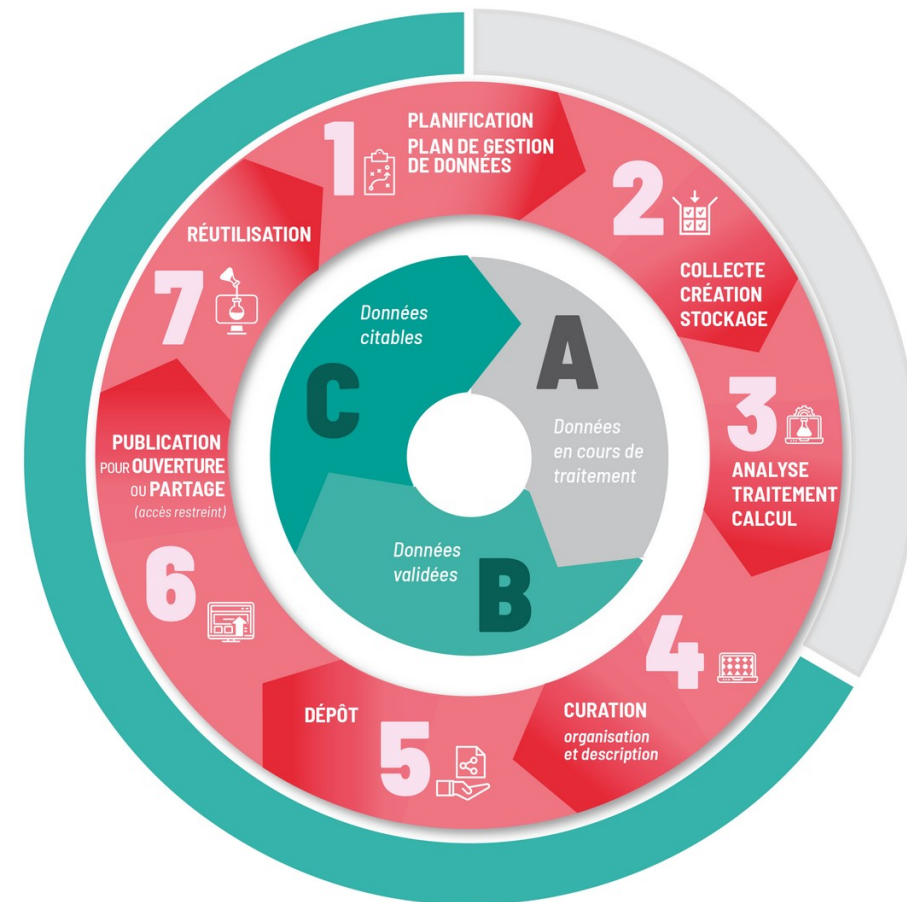 1
PLANIFICATION
PLAN DE GESTION
DE DONNÉES
2
COLLECTE
CRÉATION
STOCKAGE
3
ANALYSE
TRAITEMENT
CALCUL
4
CURATION
organisation
et description
5
DÉPÔT
6
PUBLICATION
POUR OUVERTURE
OU PARTAGE
(accès restreint)
7
RÉUTILISATION
A
Données
en cours de
traitement
B
Données
validées
C
Données
citables